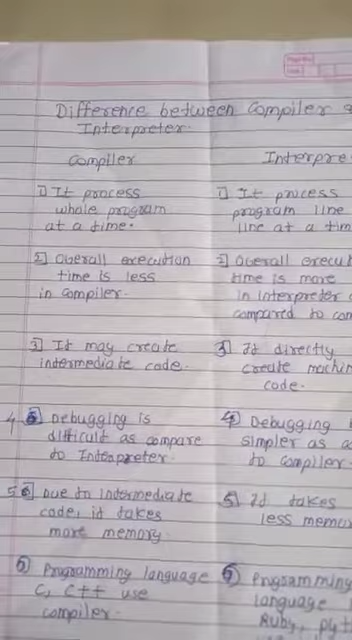 Difference between Compiler &
Interpreter.
Compiler
① It process
whole program
at a time.
② Overall execution
time is less
in compiler.
③ It may create
intermediate code.
4 Debugging is
difficult as compare
to Interpreter.
5 Due to intermediate
code, it takes
more memory.
⑥ Programming language
C, C++ use
compiler.
Interpre
① It process
program line
line at a tim
② Overall execut
time is more
in interpreter
compared to com
③ It directly
create machin
code.
④ Debugging
simpler as
to compiler
⑤ It takes
less memo
⑥ Programming
language
Ruby, pyt